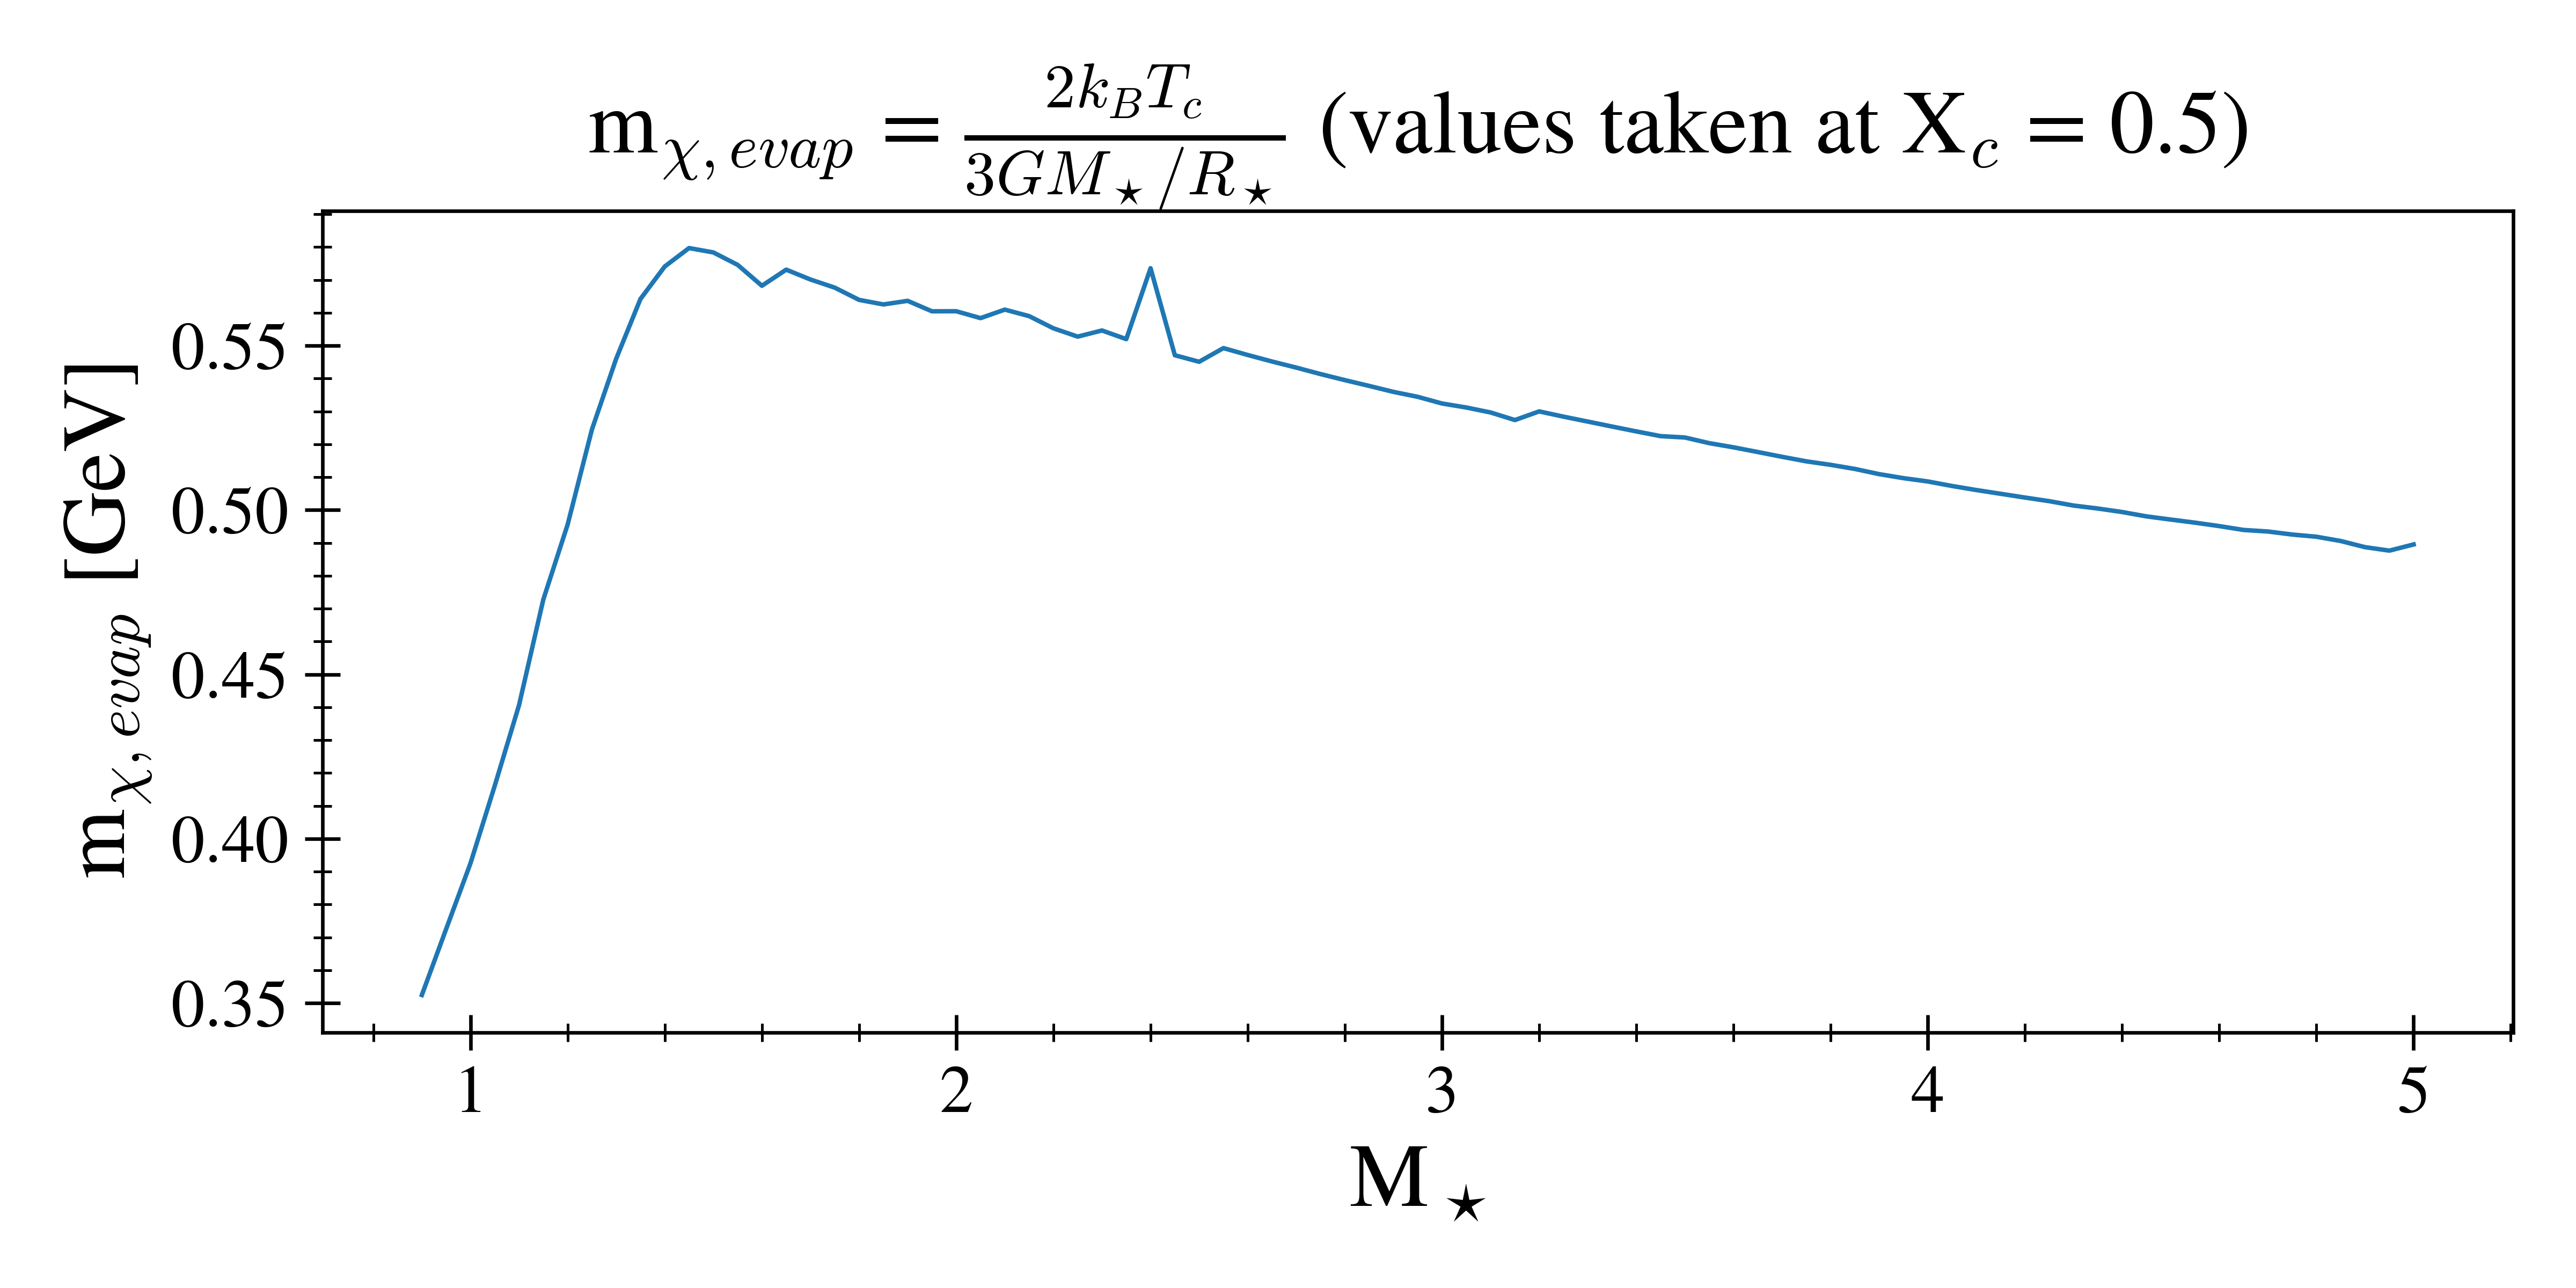 m_{χ, evap} = \frac{2k_B T_c}{3GM_⋆/R_⋆} (values taken at X_c = 0.5)
m_{χ, evap} [GeV]
0.55
0.50
0.45
0.40
0.35
1 2 3 4 5
M_⋆